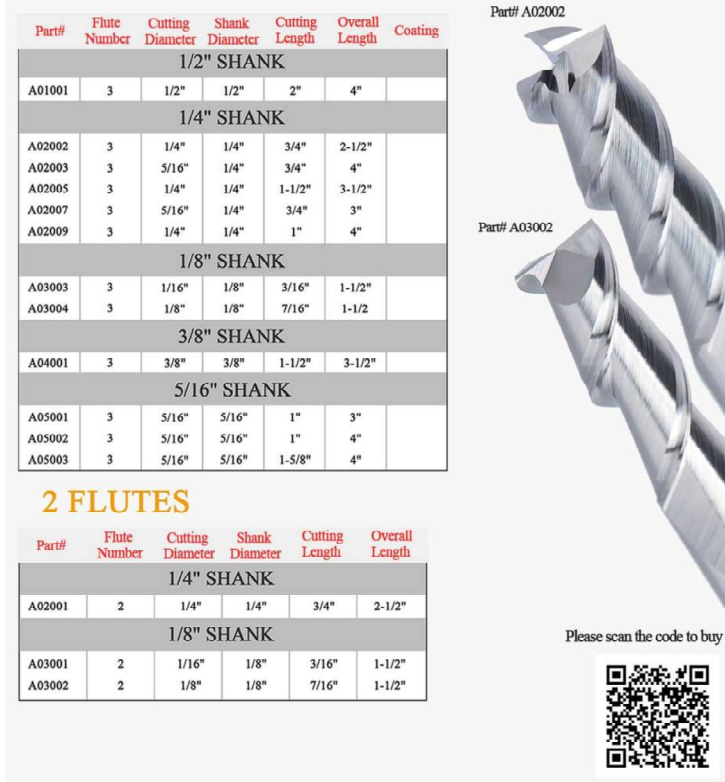 Part# Flute Number Cutting Diameter Shank Diameter Cutting Length Overall Length Coating
1/2" SHANK
A01001 3 1/2" 1/2" 2" 4"
1/4" SHANK
A02002 3 1/4" 1/4" 3/4" 2-1/2"
A02003 3 5/16" 1/4" 3/4" 4"
A02005 3 1/4" 1/4" 1-1/2" 3-1/2"
A02007 3 5/16" 1/4" 3/4" 3"
A02009 3 1/4" 1/4" 1" 4"
1/8" SHANK
A03003 3 1/16" 1/8" 3/16" 1-1/2"
A03004 3 1/8" 1/8" 7/16" 1-1/2
3/8" SHANK
A04001 3 3/8" 3/8" 1-1/2" 3-1/2"
5/16" SHANK
A05001 3 5/16" 5/16" 1" 3"
A05002 3 5/16" 5/16" 1" 4"
A05003 3 5/16" 5/16" 1-5/8" 4"
2 FLUTES
Part# Flute Number Cutting Diameter Shank Diameter Cutting Length Overall Length
1/4" SHANK
A02001 2 1/4" 1/4" 3/4" 2-1/2"
1/8" SHANK
A03001 2 1/16" 1/8" 3/16" 1-1/2"
A03002 2 1/8" 1/8" 7/16" 1-1/2"
Part# A02002
Part# A03002
Please scan the code to buy